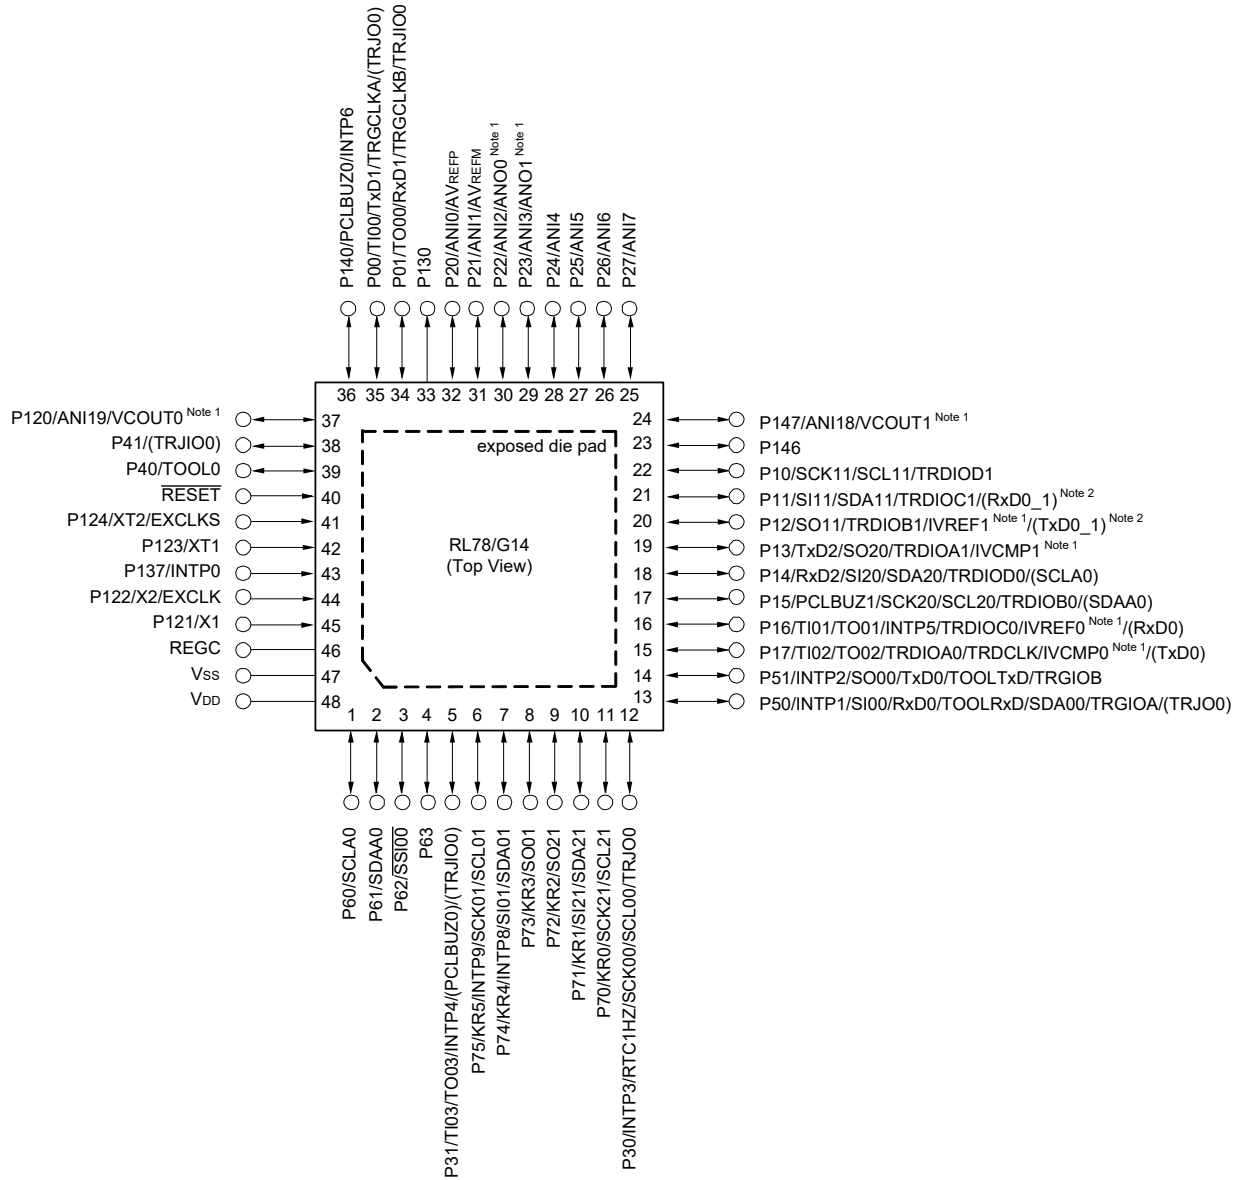 P140/PCLBUZ0/INTP6
P00/TI00/TxD1/TRGCLKA/(TRJO0)
P01/TO00/RxD1/TRGCLKB/TRJIO0
P130
P20/ANI0/AVREFP
P21/ANI1/AVREFM
P22/ANI2/ANO0 Note 1
P23/ANI3/ANO1 Note 1
P24/ANI4
P25/ANI5
P26/ANI6
P27/ANI7
36 35 34 33 32 31 30 29 28 27 26 25
P120/ANI19/VCOUT0 Note 1
P41/(TRJIO0)
P40/TOOL0
RESET
P124/XT2/EXCLKS
P123/XT1
P137/INTP0
P122/X2/EXCLK
P121/X1
REGC
VSS
VDD
37
38
39
40
41
42
43
44
45
46
47
48
exposed die pad
RL78/G14
(Top View)
24
23
22
21
20
19
18
17
16
15
14
13
P147/ANI18/VCOUT1 Note 1
P146
P10/SCK11/SCL11/TRDIOD1
P11/SI11/SDA11/TRDIOC1/(RxD0_1) Note 2
P12/SO11/TRDIOB1/IVREF1 Note 1/(TxD0_1) Note 2
P13/TxD2/SO20/TRDIOA1/IVCMP1 Note 1
P14/RxD2/SI20/SDA20/TRDIOD0/(SCLA0)
P15/PCLBUZ1/SCK20/SCL20/TRDIOB0/(SDAA0)
P16/TI01/TO01/INTP5/TRDIOC0/IVREF0 Note 1/(RxD0)
P17/TI02/TO02/TRDIOA0/TRDCLK/IVCMP0 Note 1/(TxD0)
P51/INTP2/SO00/TxD0/TOOLTxD/TRGIOB
P50/INTP1/SI00/RxD0/TOOLRxD/SDA00/TRGIOA/(TRJO0)
1 2 3 4 5 6 7 8 9 10 11 12
P60/SCLA0
P61/SDAA0
P62/SSI00
P63
P31/TI03/TO03/INTP4/(PCLBUZ0)/(TRJIO0)
P75/KR5/INTP9/SCK01/SCL01
P74/KR4/INTP8/SI01/SDA01
P73/KR3/SO01
P72/KR2/SO21
P71/KR1/SI21/SDA21
P70/KR0/SCK21/SCL21
P30/INTP3/RTC1HZ/SCK00/SCL00/TRJO0